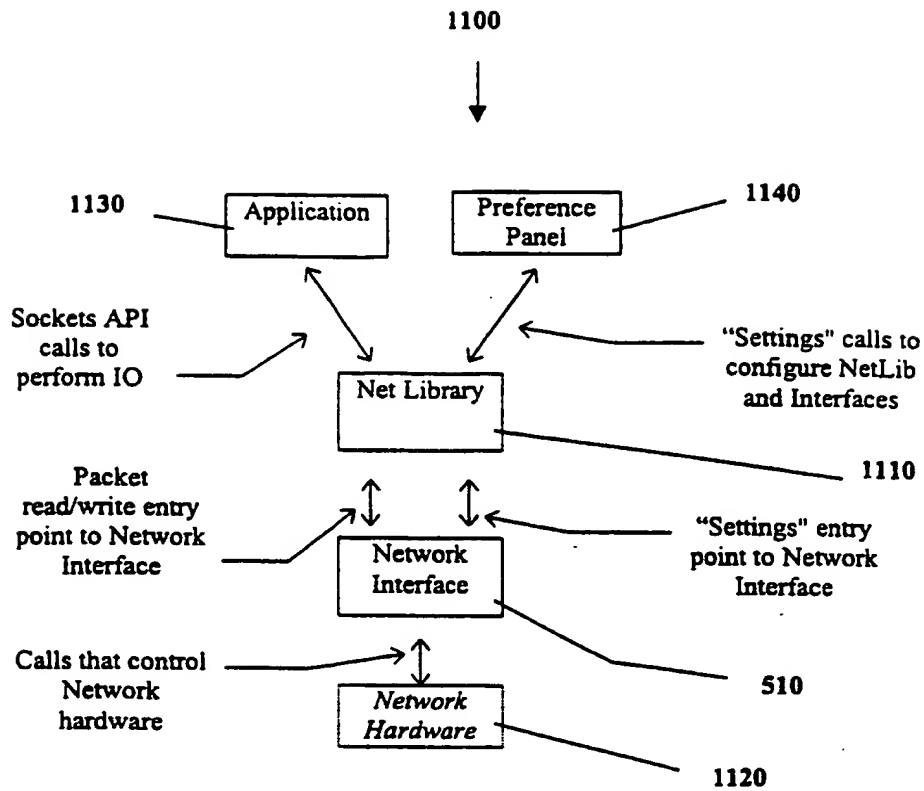 1100
1130
Application
Preference
Panel
1140
Sockets API
calls to
perform IO
"Settings" calls to
configure NetLib
and Interfaces
Net Library
1110
Packet
read/write entry
point to Network
Interface
"Settings" entry
point to Network
Interface
Network
Interface
510
Calls that control
Network
hardware
Network
Hardware
1120